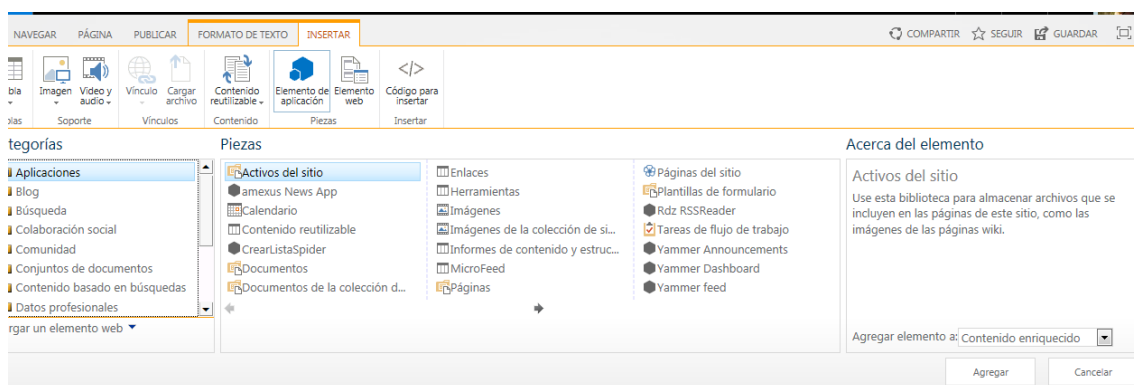 NAVEGAR PÁGINA PUBLICAR FORMATO DE TEXTO INSERTAR COMPARTIR SEGUIR GUARDAR
bla Imagen Video y audio Vínculo Cargar archivo Contenido reutilizable Elemento de aplicación Elemento web Código para insertar
blas Soporte Vínculos Contenido Piezas Insertar
tegorías Piezas Acerca del elemento
Aplicaciones Activos del sitio Enlaces Páginas del sitio Activos del sitio
Blog amexus News App Herramientas Plantillas de formulario Use esta biblioteca para almacenar archivos que se
Búsqueda Calendario Imágenes Rdz RSSReader incluyen en las páginas de este sitio, como las
Colaboración social Contenido reutilizable Imágenes de la colección de si... Tareas de flujo de trabajo imágenes de las páginas wiki.
Comunidad CrearListaSpider Informes de contenido y estruc... Yammer Announcements
Conjuntos de documentos Documentos MicroFeed Yammer Dashboard
Contenido basado en búsquedas Documentos de la colección d... Páginas Yammer feed
Datos profesionales
rgar un elemento web Agregar elemento a: Contenido enriquecido
Agregar Cancelar